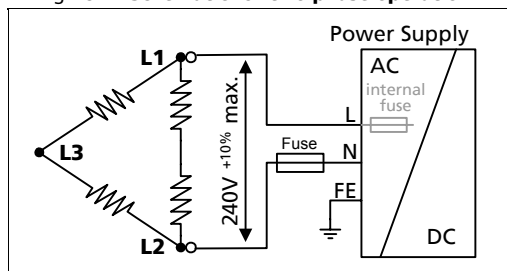 Power Supply
L1
AC
internal
fuse
L
240V +10% max.
Fuse
N
L3
FE
L2
DC